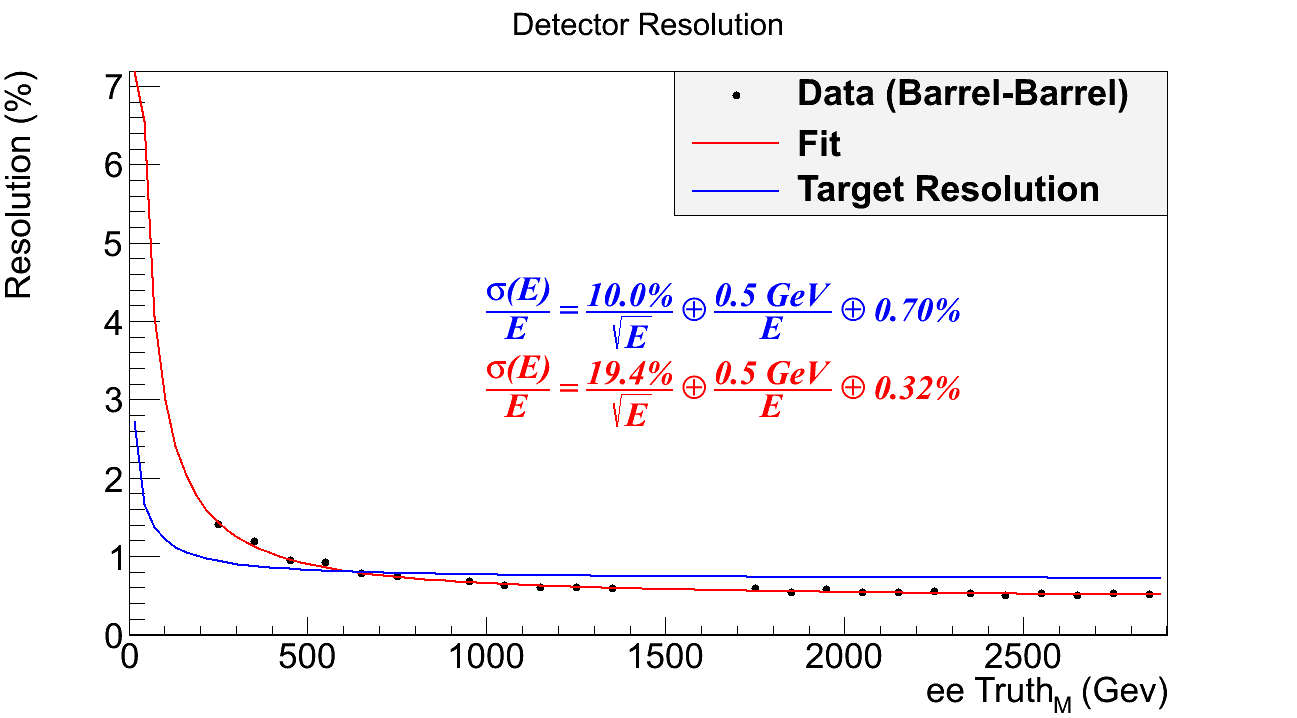 Detector Resolution
Resolution (%)
7
6
5
4
3
2
1
0
Data (Barrel-Barrel)
Fit
Target Resolution
σ(E)/E = 10.0%/√E ⊕ 0.5 GeV/E ⊕ 0.70%
σ(E)/E = 19.4%/√E ⊕ 0.5 GeV/E ⊕ 0.32%
0 500 1000 1500 2000 2500
ee Truth_M (Gev)